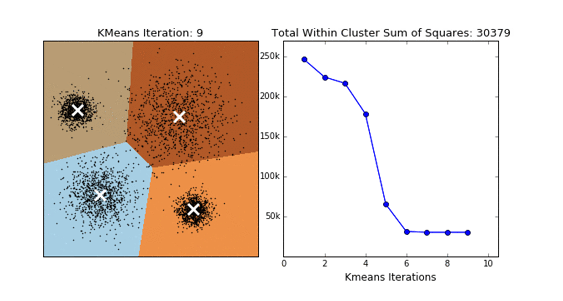 KMeans Iteration: 9
Total Within Cluster Sum of Squares: 30379
250k
200k
150k
100k
50k
0 2 4 6 8 10
Kmeans Iterations